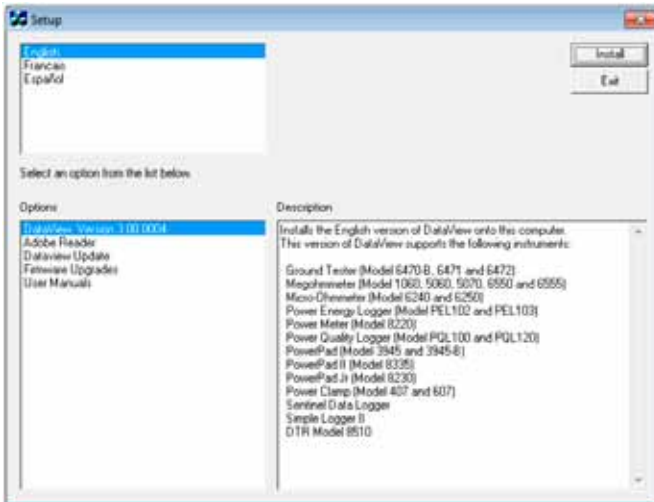 Setup
English
Francais
Español
Install
Exit
Select an option from the list below.
Options
DataView Version 3.00.0004
Adobe Reader
Dataview Update
Firmware Upgrades
User Manuals
Description
Installs the English version of DataView onto this computer.
This version of DataView supports the following instruments:
Ground Tester (Model 6470-B, 6471 and 6472)
Megohmmeter (Model 1060, 5060, 5070, 6550 and 6555)
Micro-Ohmmeter (Model 6240 and 6250)
Power Energy Logger (Model PEL102 and PEL103)
Power Meter (Model 8220)
Power Quality Logger (Model PQL100 and PQL120)
PowerPad (Model 3945 and 3945-B)
PowerPad II (Model 8335)
PowerPad Jr (Model 8230)
Power Clamp (Model 407 and 607)
Sentinel Data Logger
Simple Logger II
DTR Model 8510